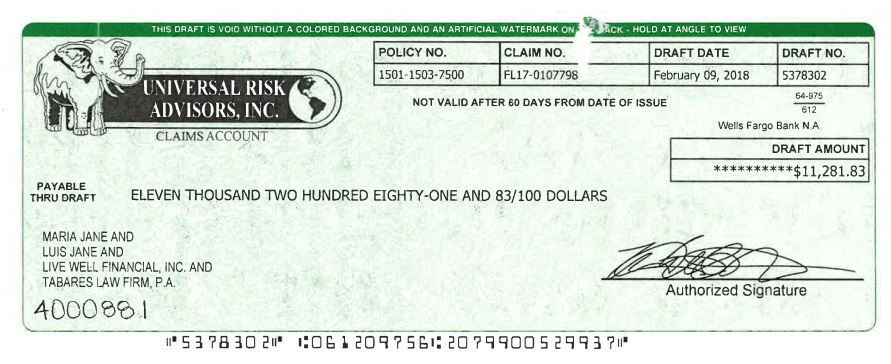 THIS DRAFT IS VOID WITHOUT A COLORED BACKGROUND AND AN ARTIFICIAL WATERMARK ON BACK - HOLD AT ANGLE TO VIEW
POLICY NO. CLAIM NO. DRAFT DATE DRAFT NO.
1501-1503-7500 FL17-0107798 February 09, 2018 5378302
UNIVERSAL RISK
ADVISORS, INC.
CLAIMS ACCOUNT
NOT VALID AFTER 60 DAYS FROM DATE OF ISSUE
64-975
612
Wells Fargo Bank N.A.
DRAFT AMOUNT
**********$11,281.83
PAYABLE
THRU DRAFT
ELEVEN THOUSAND TWO HUNDRED EIGHTY-ONE AND 83/100 DOLLARS
MARIA JANE AND
LUIS JANE AND
LIVE WELL FINANCIAL, INC. AND
TABARES LAW FIRM, P.A.
Authorized Signature
4000881
⑈5378302⑈ ⑆061209756⑆2079900529937⑈